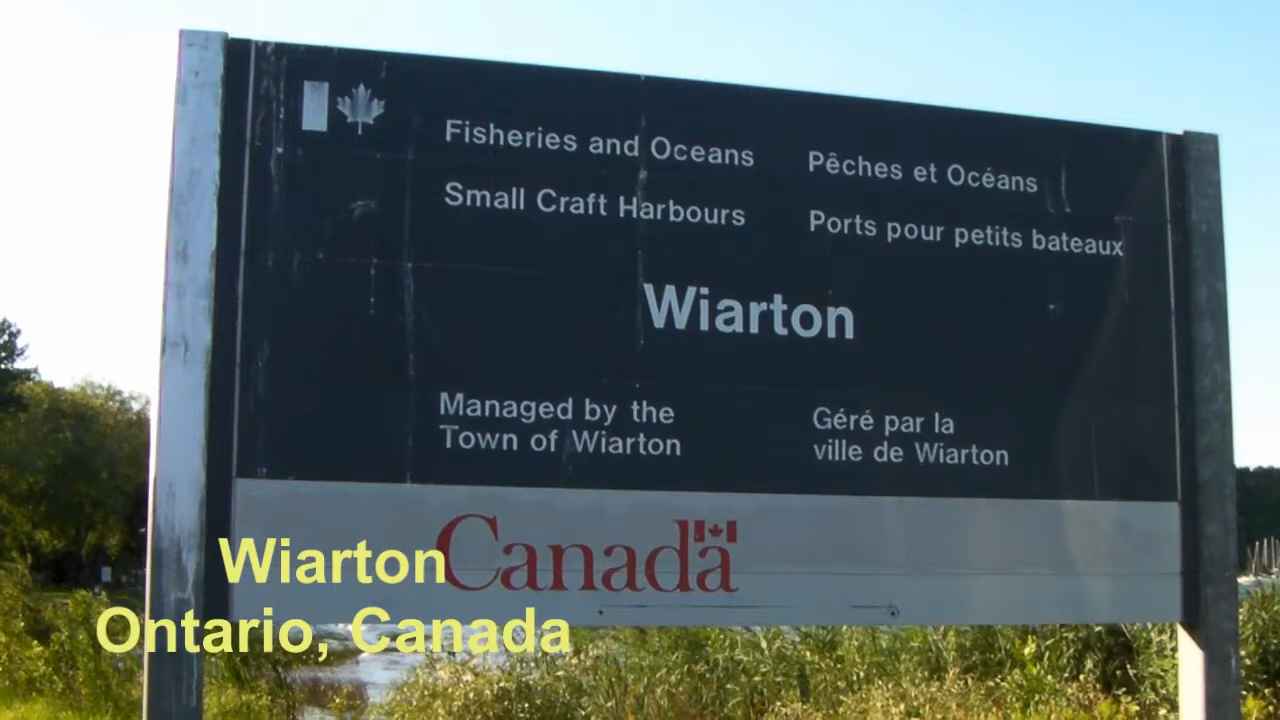 Fisheries and Oceans
Small Craft Harbours
Pêches et Océans
Ports pour petits bateaux
Wiarton
Managed by the
Town of Wiarton
Géré par la
ville de Wiarton
Canada
Wiarton
Ontario, Canada